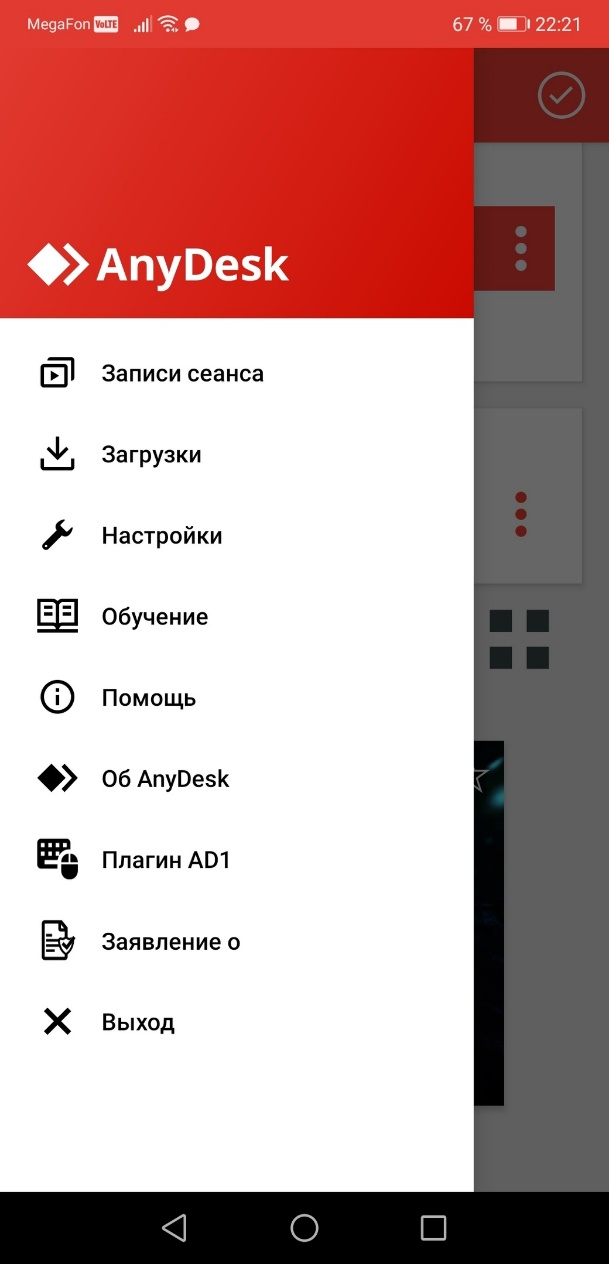 MegaFon VoLTE 67 % 22:21
AnyDesk
Записи сеанса
Загрузки
Настройки
Обучение
Помощь
Об AnyDesk
Плагин AD1
Заявление о
Выход